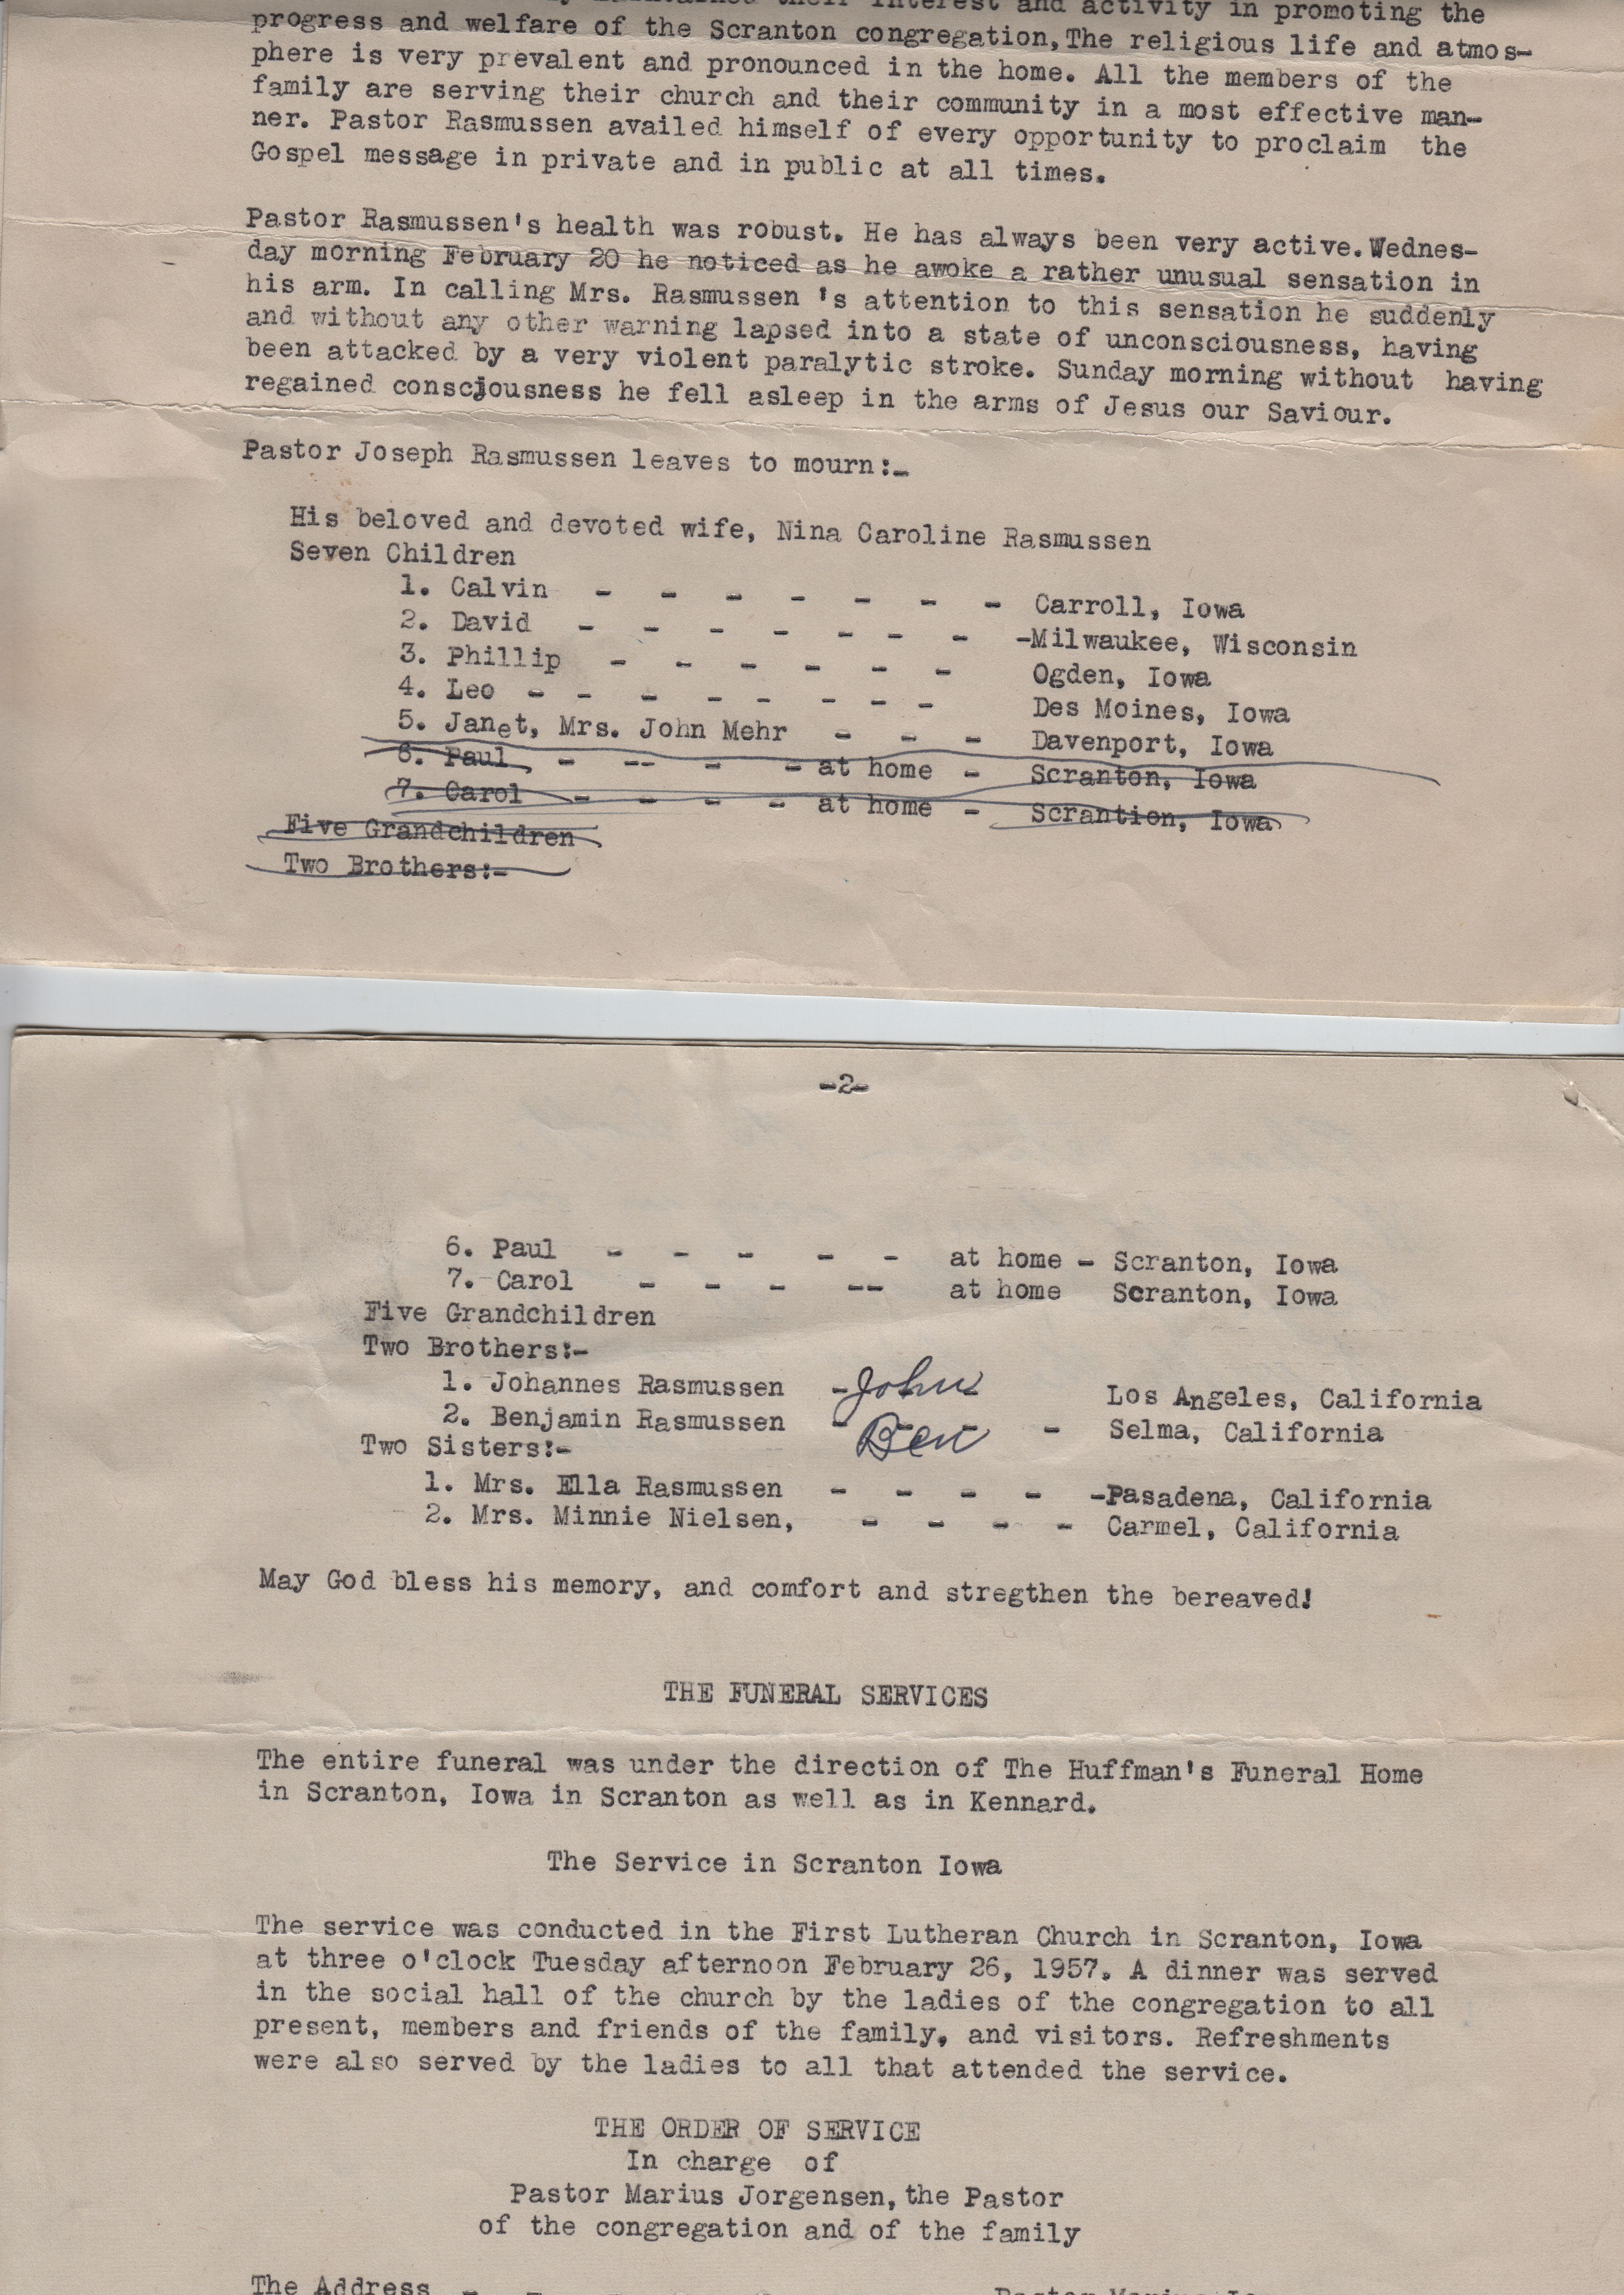 maintained their interest and activity in promoting the
progress and welfare of the Scranton congregation,The religious life and atmos-
phere is very prevalent and pronounced in the home. All the members of the
family are serving their church and their community in a most effective man-
ner. Pastor Rasmussen availed himself of every opportunity to proclaim the
Gospel message in private and in public at all times.
Pastor Rasmussen's health was robust. He has always been very active.Wednes-
day morning February 20 he noticed as he awoke a rather unusual sensation in
his arm. In calling Mrs. Rasmussen 's attention to this sensation he suddenly
and without any other warning lapsed into a state of unconsciousness, having
been attacked by a very violent paralytic stroke. Sunday morning without having
regained conscjousness he fell asleep in the arms of Jesus our Saviour.
Pastor Joseph Rasmussen leaves to mourn:-
His beloved and devoted wife, Nina Caroline Rasmussen
Seven Children
1. Calvin - - - - - - - Carroll, Iowa
2. David - - - - - - - -Milwaukee, Wisconsin
3. Phillip - - - - - - Ogden, Iowa
4. Leo - - - - - - - Des Moines, Iowa
5. Janet, Mrs. John Mehr - - - Davenport, Iowa
6. Paul, - -- - - at home - Scranton, Iowa
7. Carol - - - - at home - Scrantion, Iowa
Five Grandchildren
Two Brothers:-
-2-
6. Paul - - - - - at home - Scranton, Iowa
7. Carol - - - -- at home Scranton, Iowa
Five Grandchildren
Two Brothers:-
1. Johannes Rasmussen - John Los Angeles, California
2. Benjamin Rasmussen - Ben - Selma, California
Two Sisters:-
1. Mrs. Ella Rasmussen - - - - -Pasadena, California
2. Mrs. Minnie Nielsen, - - - - Carmel, California
May God bless his memory, and comfort and stregthen the bereaved!
THE FUNERAL SERVICES
The entire funeral was under the direction of The Huffman's Funeral Home
in Scranton, Iowa in Scranton as well as in Kennard.
The Service in Scranton Iowa
The service was conducted in the First Lutheran Church in Scranton, Iowa
at three o'clock Tuesday afternoon February 26, 1957. A dinner was served
in the social hall of the church by the ladies of the congregation to all
present, members and friends of the family, and visitors. Refreshments
were also served by the ladies to all that attended the service.
THE ORDER OF SERVICE
In charge of
Pastor Marius Jorgensen, the Pastor
of the congregation and of the family
The Address - - Pastor Marius